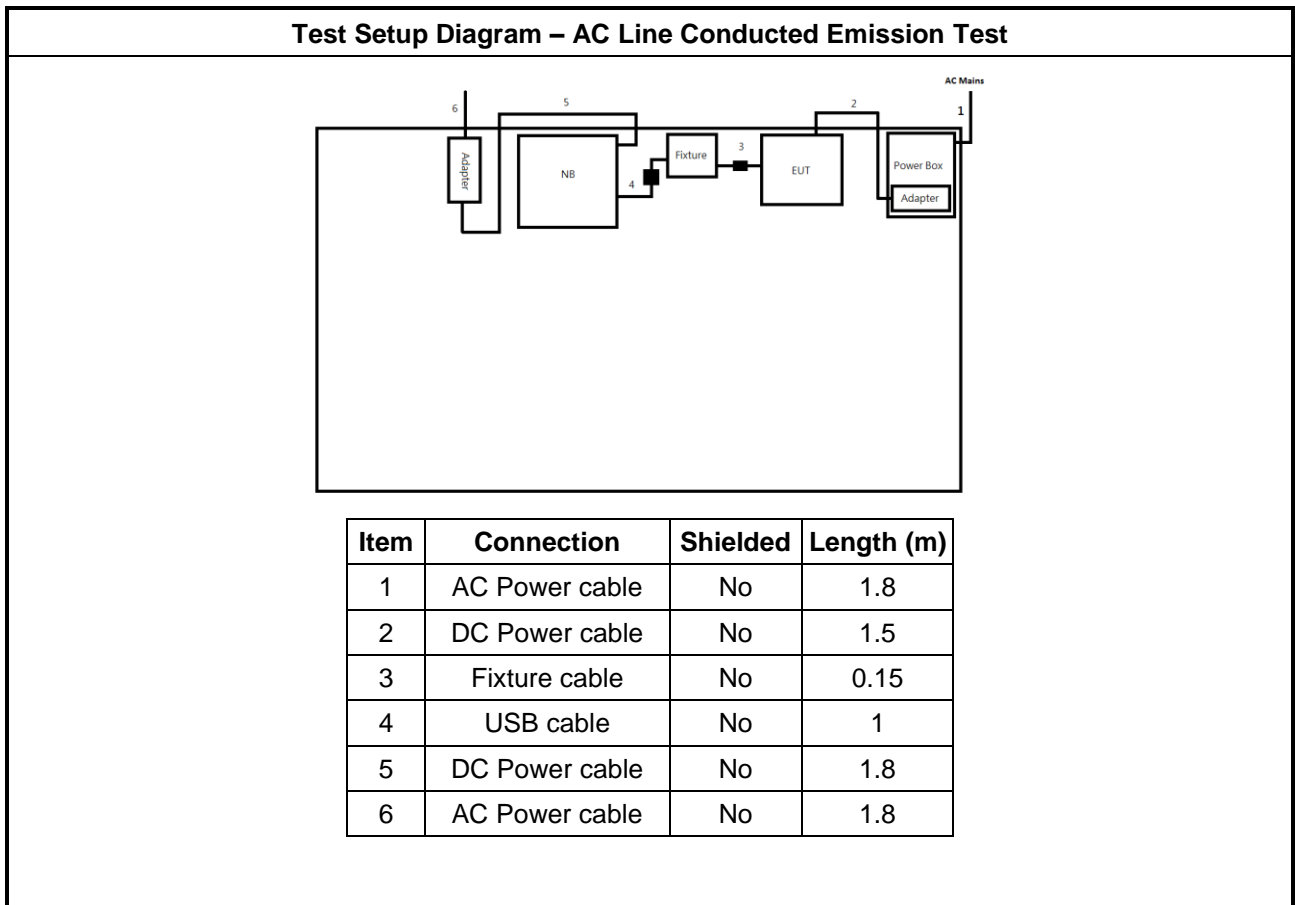 Test Setup Diagram – AC Line Conducted Emission Test
AC Mains
6
5
2
1
Adapter
NB
4
Fixture
3
EUT
Power Box
Adapter
Item Connection Shielded Length (m)
1 AC Power cable No 1.8
2 DC Power cable No 1.5
3 Fixture cable No 0.15
4 USB cable No 1
5 DC Power cable No 1.8
6 AC Power cable No 1.8